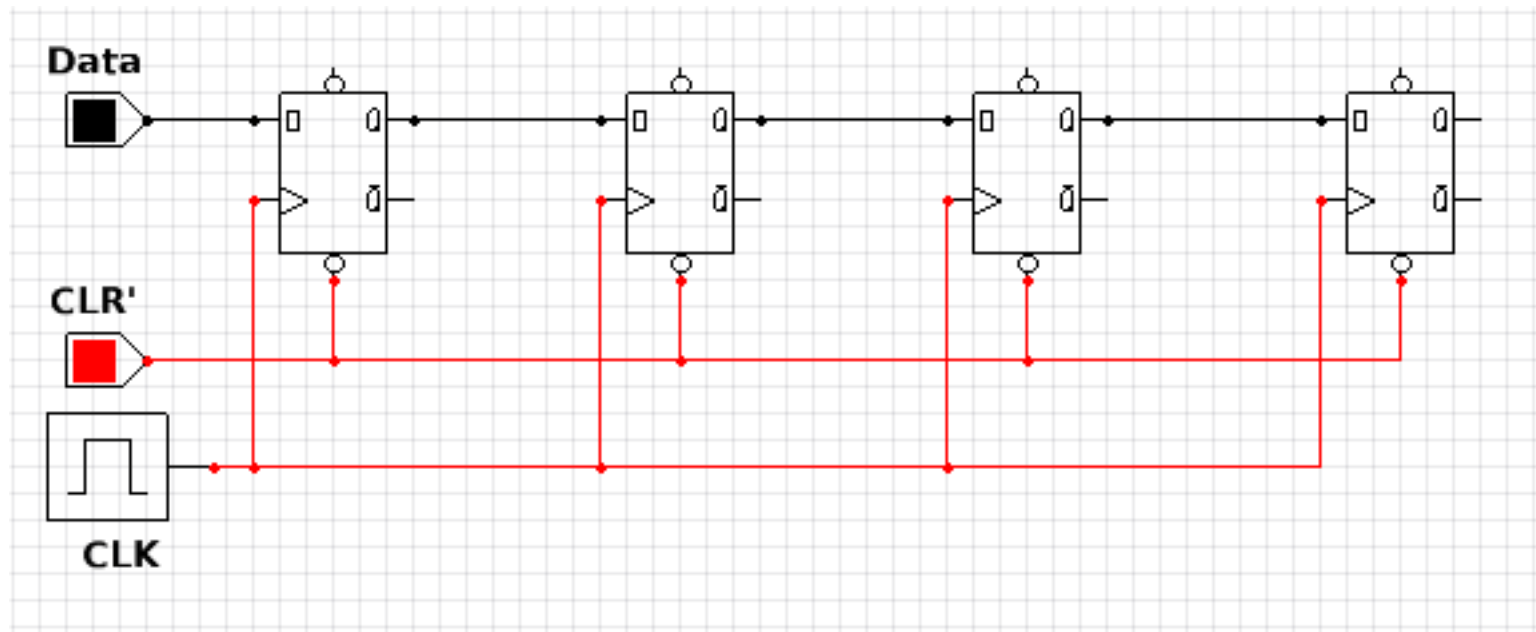 Data
D Q D Q D Q D Q
Q̅ Q̅ Q̅ Q̅
CLR'
CLK